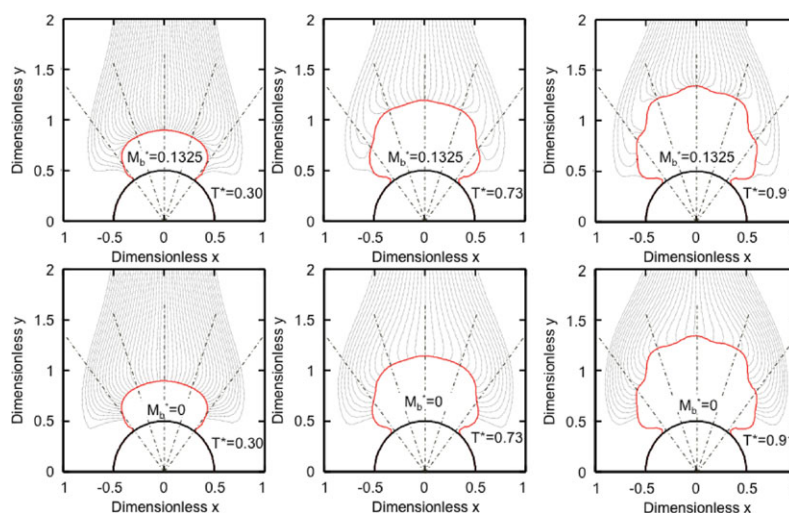 2
1.5
1
0.5
0
Dimensionless y
M_b*=0.1325
T*=0.30
1 -0.5 0 0.5 1
Dimensionless x
2
1.5
1
0.5
0
Dimensionless y
M_b*=0.1325
T*=0.73
1 -0.5 0 0.5 1
Dimensionless x
2
1.5
1
0.5
0
Dimensionless y
M_b*=0.1325
T*=0.91
1 -0.5 0 0.5
Dimensionless x
2
1.5
1
0.5
0
Dimensionless y
M_b*=0
T*=0.30
1 -0.5 0 0.5 1
Dimensionless x
2
1.5
1
0.5
0
Dimensionless y
M_b*=0
T*=0.73
1 -0.5 0 0.5 1
Dimensionless x
2
1.5
1
0.5
0
Dimensionless y
M_b*=0
T*=0.91
1 -0.5 0 0.5
Dimensionless x